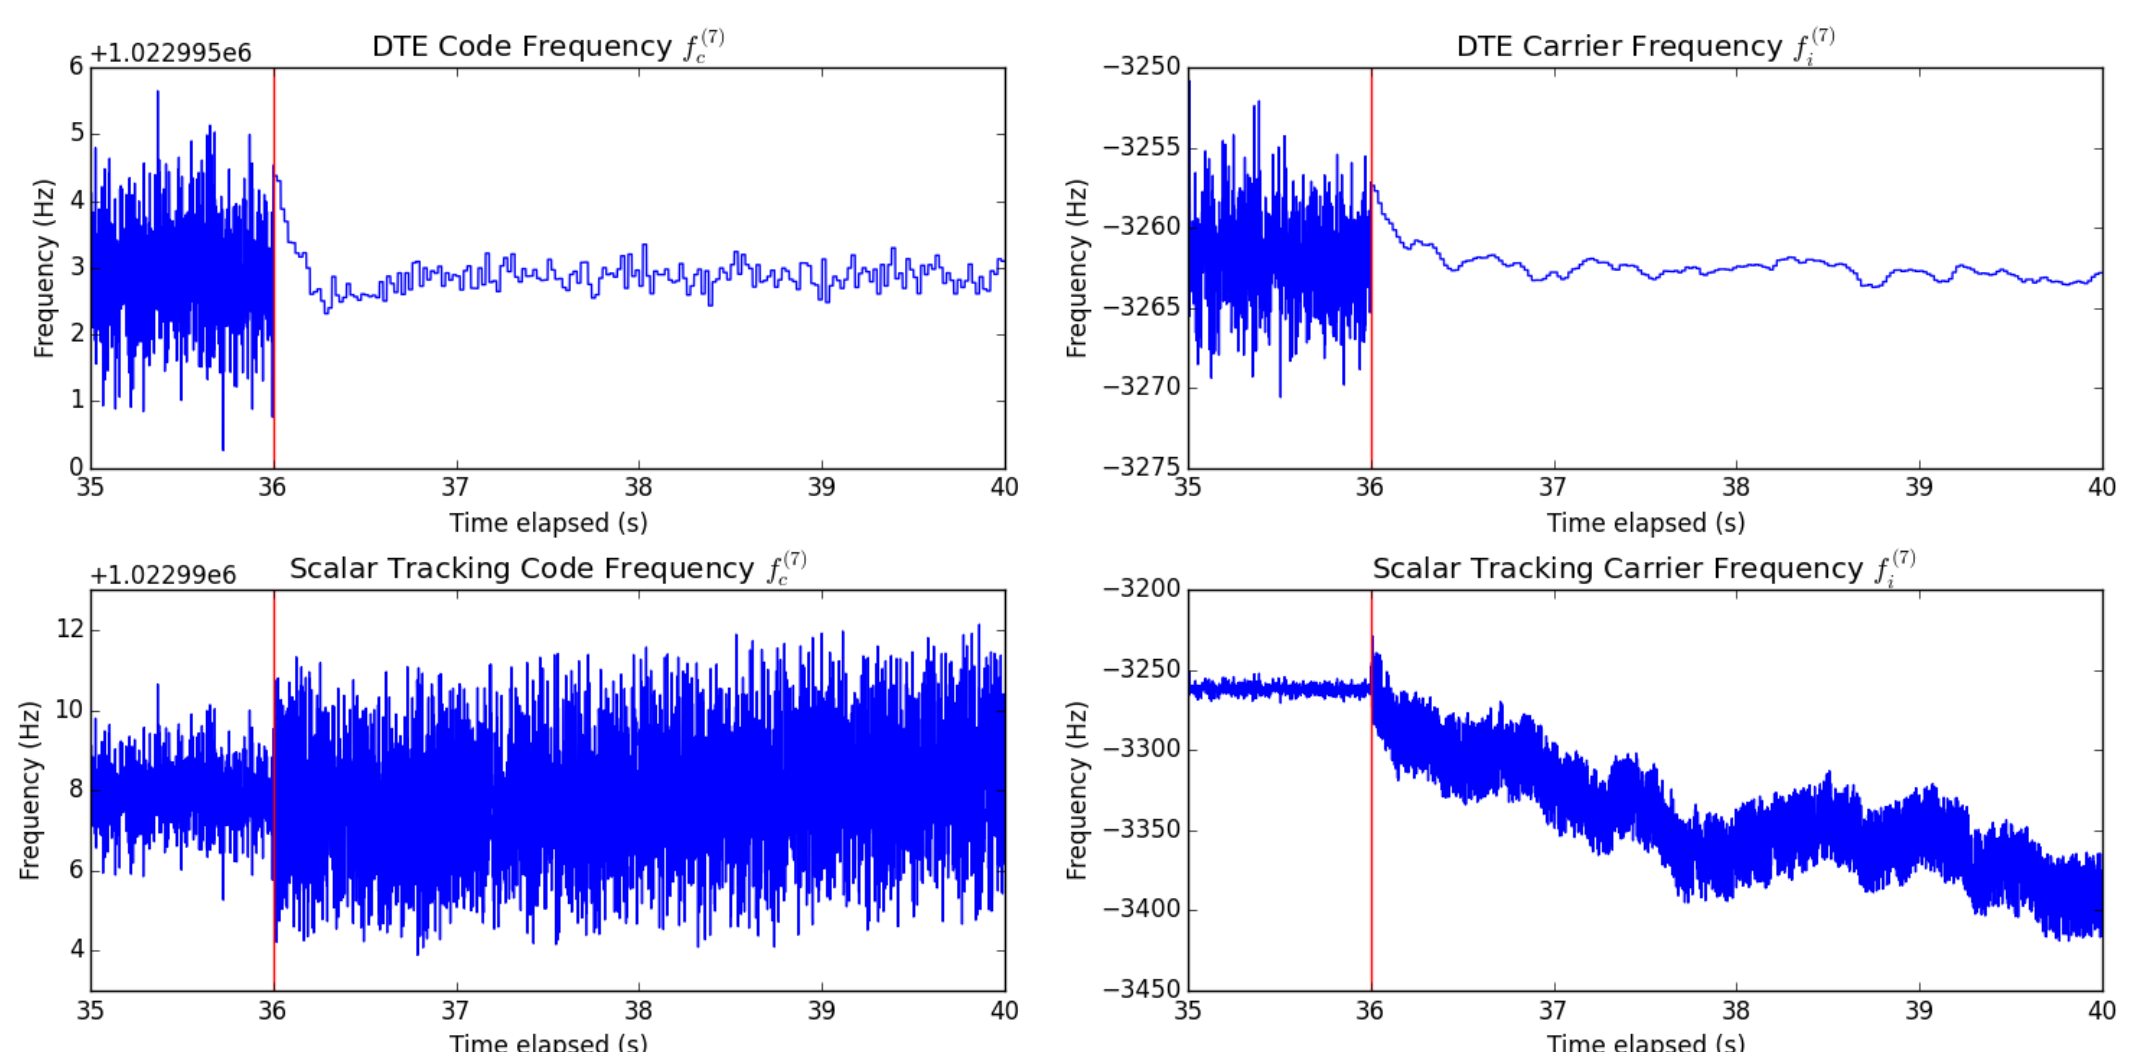 DTE Code Frequency f_c^(7)
+1.022995e6
6
5
4
3
2
1
0
Frequency (Hz)
35 36 37 38 39 40
Time elapsed (s)
DTE Carrier Frequency f_i^(7)
−3250
−3255
−3260
−3265
−3270
−3275
Frequency (Hz)
35 36 37 38 39 40
Time elapsed (s)
Scalar Tracking Code Frequency f_c^(7)
+1.02299e6
12
10
8
6
4
Frequency (Hz)
35 36 37 38 39 40
Time elapsed (s)
Scalar Tracking Carrier Frequency f_i^(7)
−3200
−3250
−3300
−3350
−3400
−3450
Frequency (Hz)
35 36 37 38 39 40
Time elapsed (s)